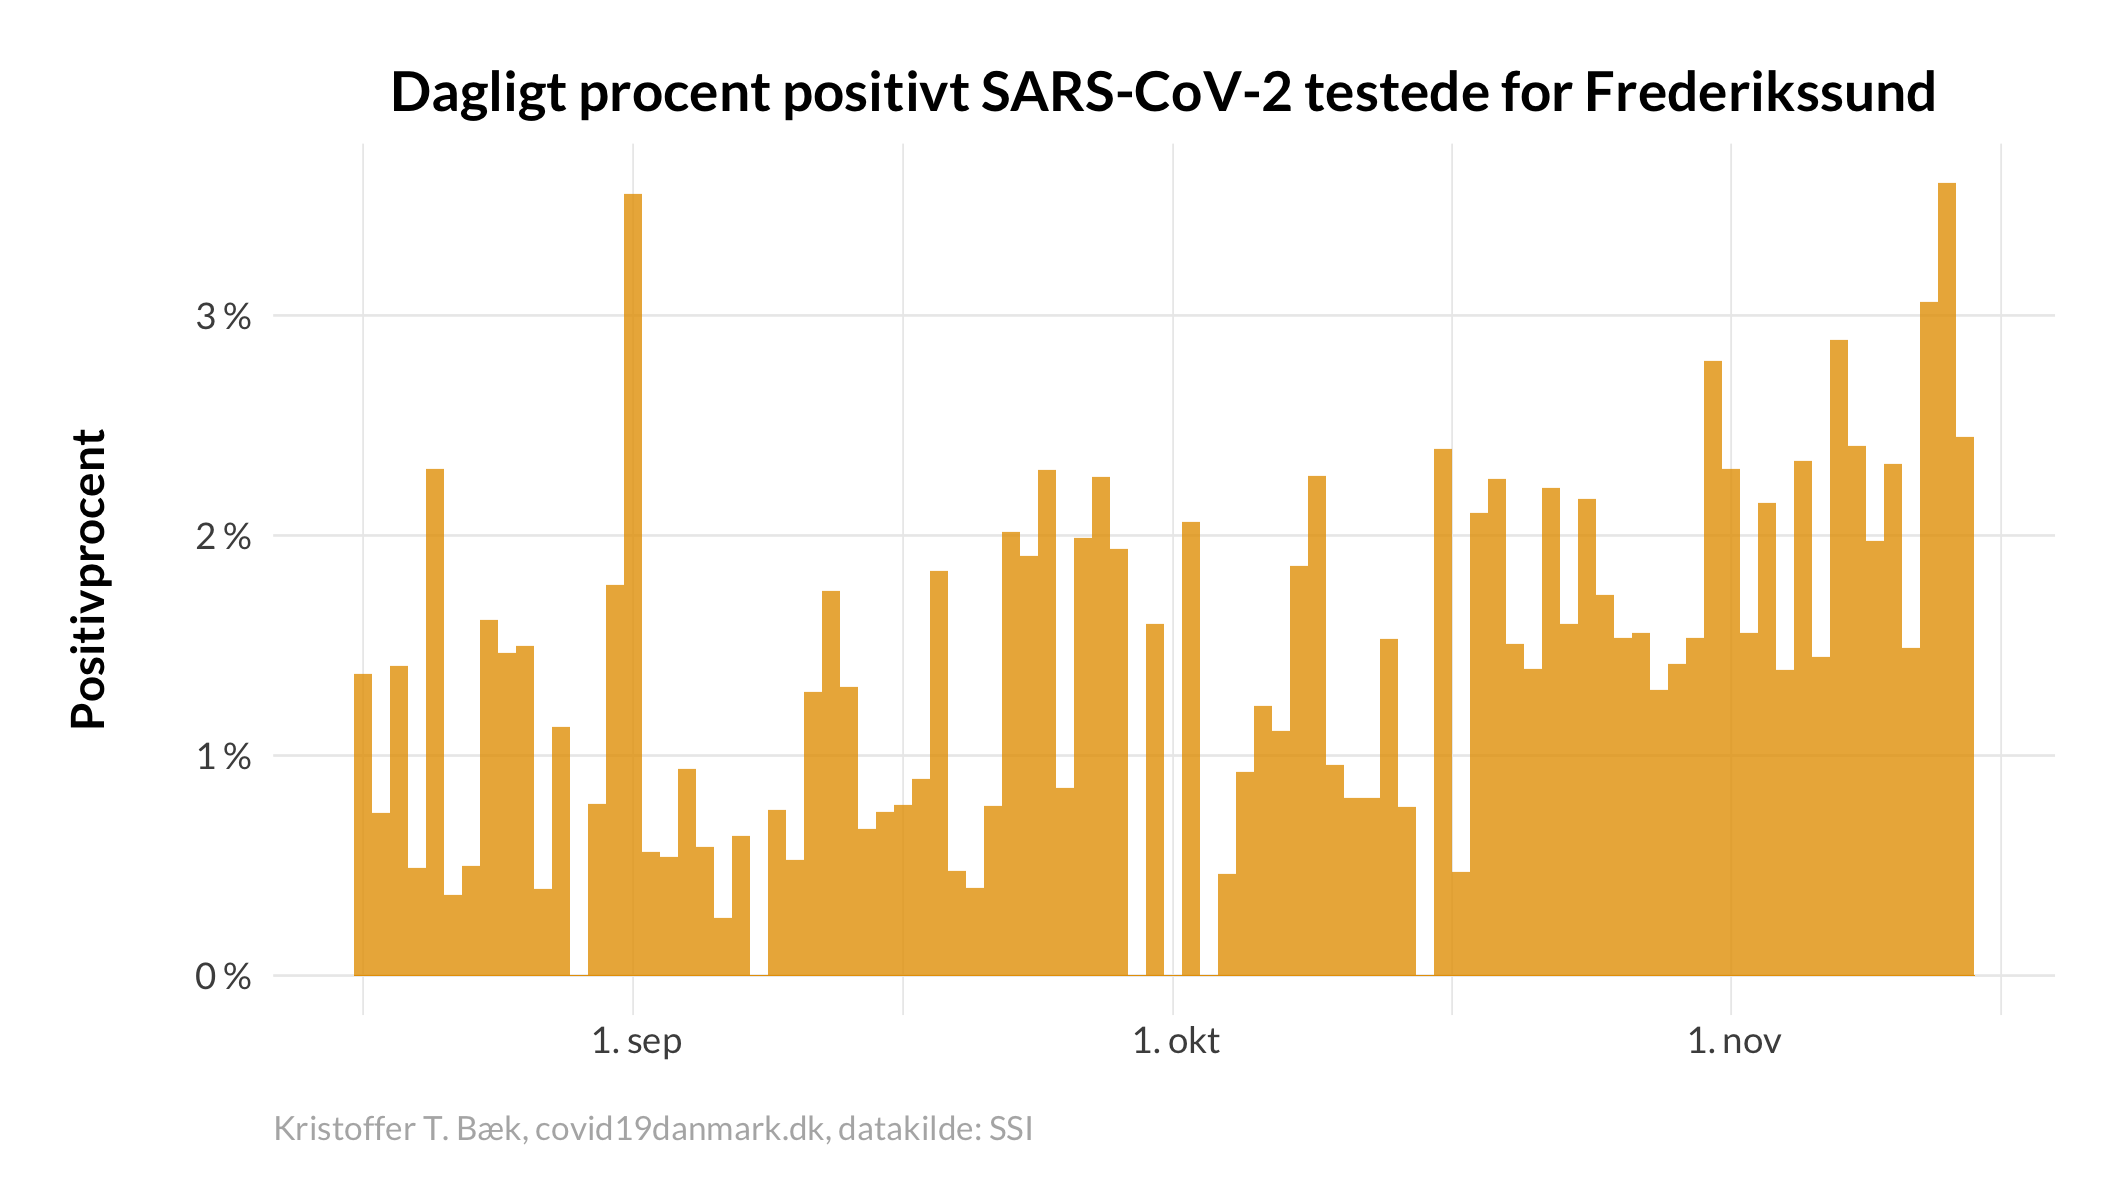 Dagligt procent positivt SARS-CoV-2 testede for Frederikssund
Positivprocent
3 %
2 %
1 %
0 %
1. sep
1. okt
1. nov
Kristoffer T. Bæk, covid19danmark.dk, datakilde: SSI